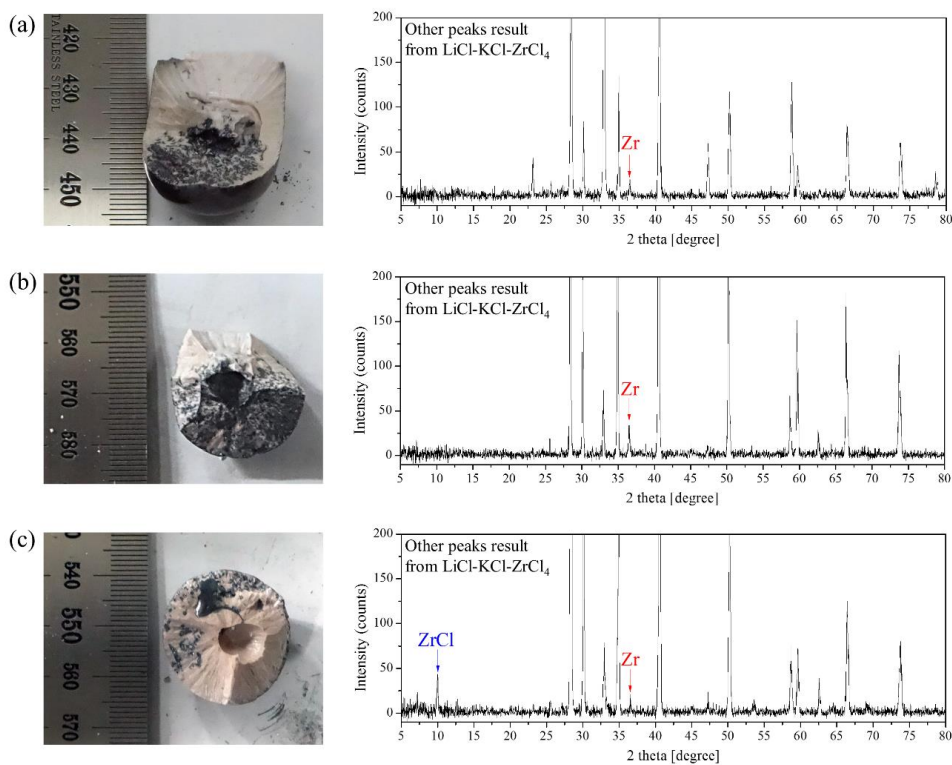 (a)
420
430
440
450
STAINLESS STEEL
Other peaks result
from LiCl-KCl-ZrCl₄
Zr
Intensity (counts)
200
150
100
50
0
5 10 15 20 25 30 35 40 45 50 55 60 65 70 75 80
2 theta [degree]
(b)
550
560
570
580
Other peaks result
from LiCl-KCl-ZrCl₄
Zr
Intensity (counts)
200
150
100
50
0
5 10 15 20 25 30 35 40 45 50 55 60 65 70 75 80
2 theta [degree]
(c)
540
550
560
570
Other peaks result
from LiCl-KCl-ZrCl₄
ZrCl
Zr
Intensity (counts)
200
150
100
50
0
5 10 15 20 25 30 35 40 45 50 55 60 65 70 75 80
2 theta [degree]